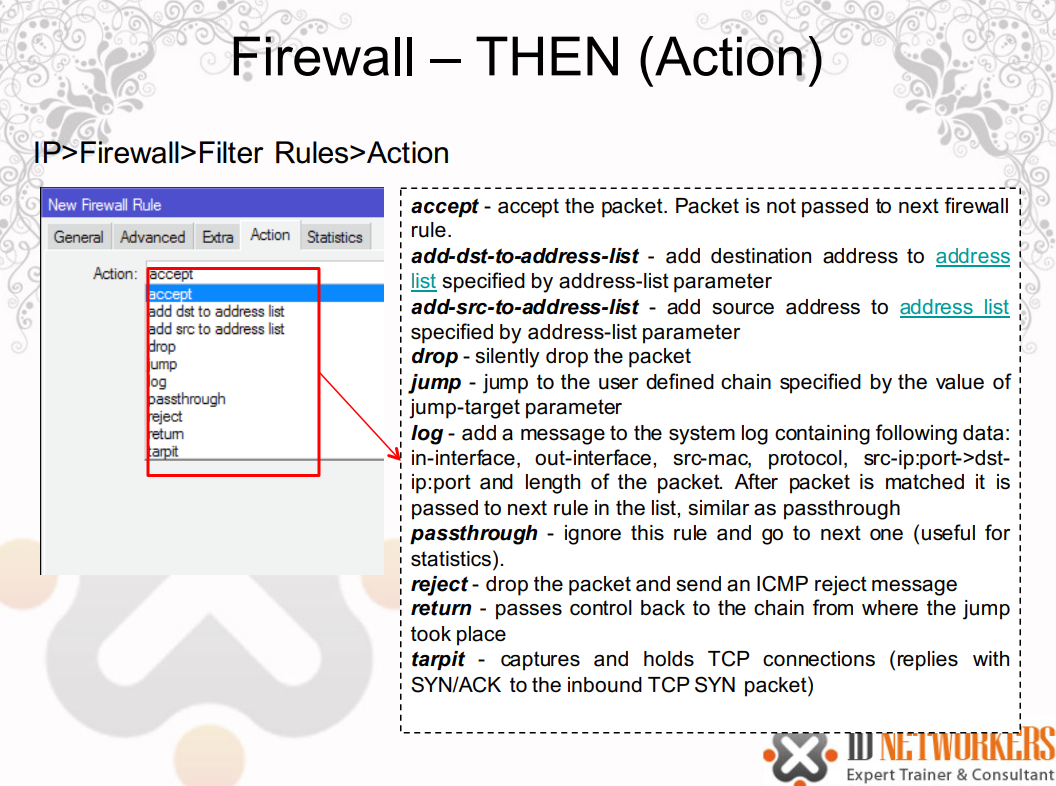 Firewall – THEN (Action)
IP>Firewall>Filter Rules>Action
New Firewall Rule
General Advanced Extra Action Statistics
Action: accept
accept
add dst to address list
add src to address list
drop
jump
log
passthrough
reject
return
tarpit
accept - accept the packet. Packet is not passed to next firewall
rule.
add-dst-to-address-list - add destination address to address
list specified by address-list parameter
add-src-to-address-list - add source address to address list
specified by address-list parameter
drop - silently drop the packet
jump - jump to the user defined chain specified by the value of
jump-target parameter
log - add a message to the system log containing following data:
in-interface, out-interface, src-mac, protocol, src-ip:port->dst-
ip:port and length of the packet. After packet is matched it is
passed to next rule in the list, similar as passthrough
passthrough - ignore this rule and go to next one (useful for
statistics).
reject - drop the packet and send an ICMP reject message
return - passes control back to the chain from where the jump
took place
tarpit - captures and holds TCP connections (replies with
SYN/ACK to the inbound TCP SYN packet)
ID NETWORKERS
Expert Trainer & Consultant